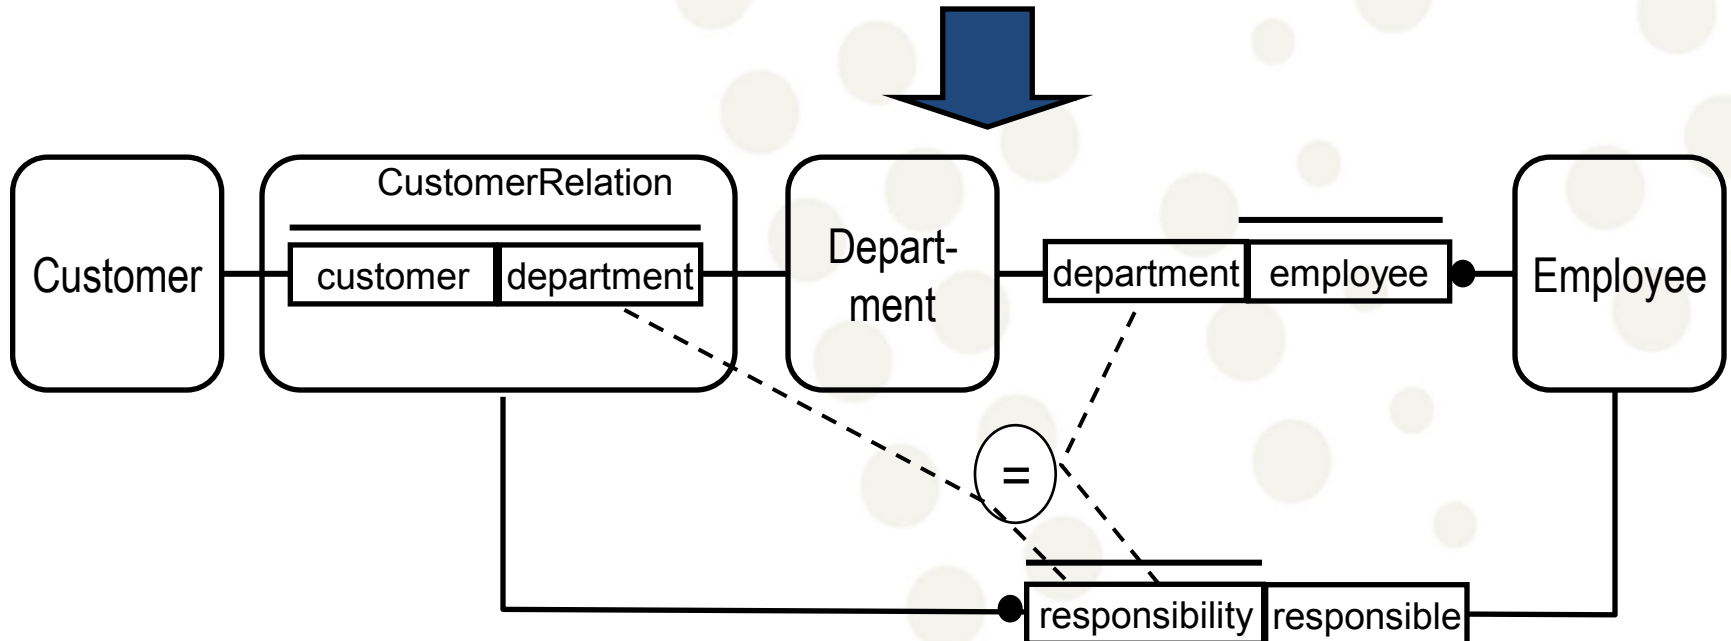 CustomerRelation
Customer
customer
department
Depart-
ment
department
employee
Employee
=
responsibility
responsible